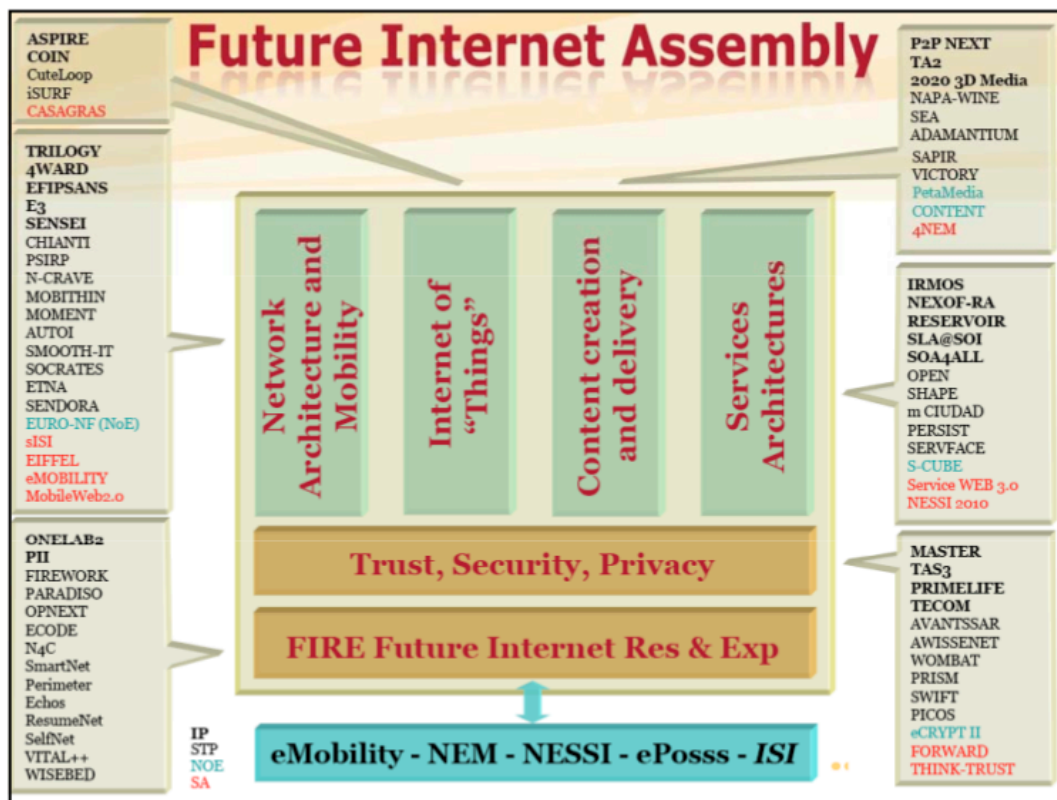 Future Internet Assembly
ASPIRE
COIN
CuteLoop
iSURF
CASAGRAS
TRILOGY
4WARD
EFIPSANS
E3
SENSEI
CHIANTI
PSIRP
N-CRAVE
MOBITHIN
MOMENT
AUTOI
SMOOTH-IT
SOCRATES
ETNA
SENDORA
EURO-NF (NoE)
sISI
EIFFEL
eMOBILITY
MobileWeb2.0
ONELAB2
PII
FIREWORK
PARADISO
OPNEXT
ECODE
N4C
SmartNet
Perimeter
Echos
ResumeNet
SelfNet
VITAL++
WISEBED
Network
Architecture and
Mobility
Internet of
“Things”
Content creation
and delivery
Services
Architectures
Trust, Security, Privacy
FIRE Future Internet Res & Exp
IP
STP
NOE
SA
eMobility - NEM - NESSI - ePosss - ISI
P2P NEXT
TA2
2020 3D Media
NAPA-WINE
SEA
ADAMANTIUM
SAPIR
VICTORY
PetaMedia
CONTENT
4NEM
IRMOS
NEXOF-RA
RESERVOIR
SLA@SOI
SOA4ALL
OPEN
SHAPE
m CIUDAD
PERSIST
SERVFACE
S-CUBE
Service WEB 3.0
NESSI 2010
MASTER
TAS3
PRIMELIFE
TECOM
AVANTSSAR
AWISSENET
WOMBAT
PRISM
SWIFT
PICOS
eCRYPT II
FORWARD
THINK-TRUST